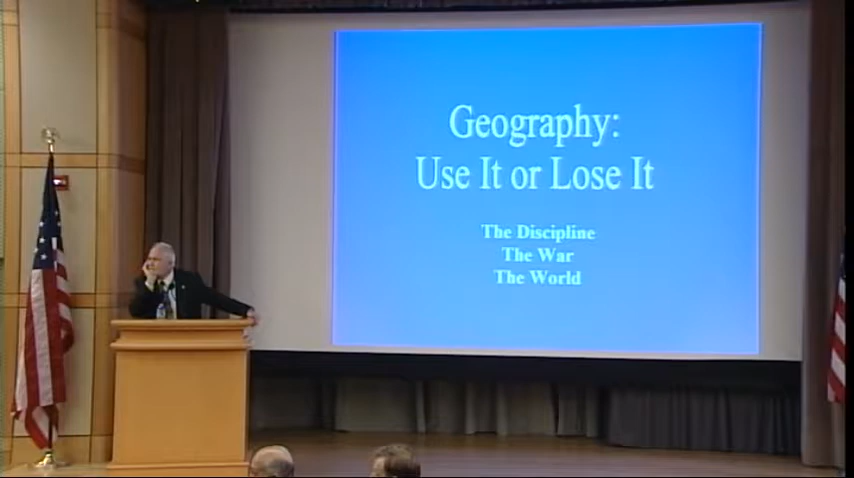 Geography:
Use It or Lose It
The Discipline
The War
The World